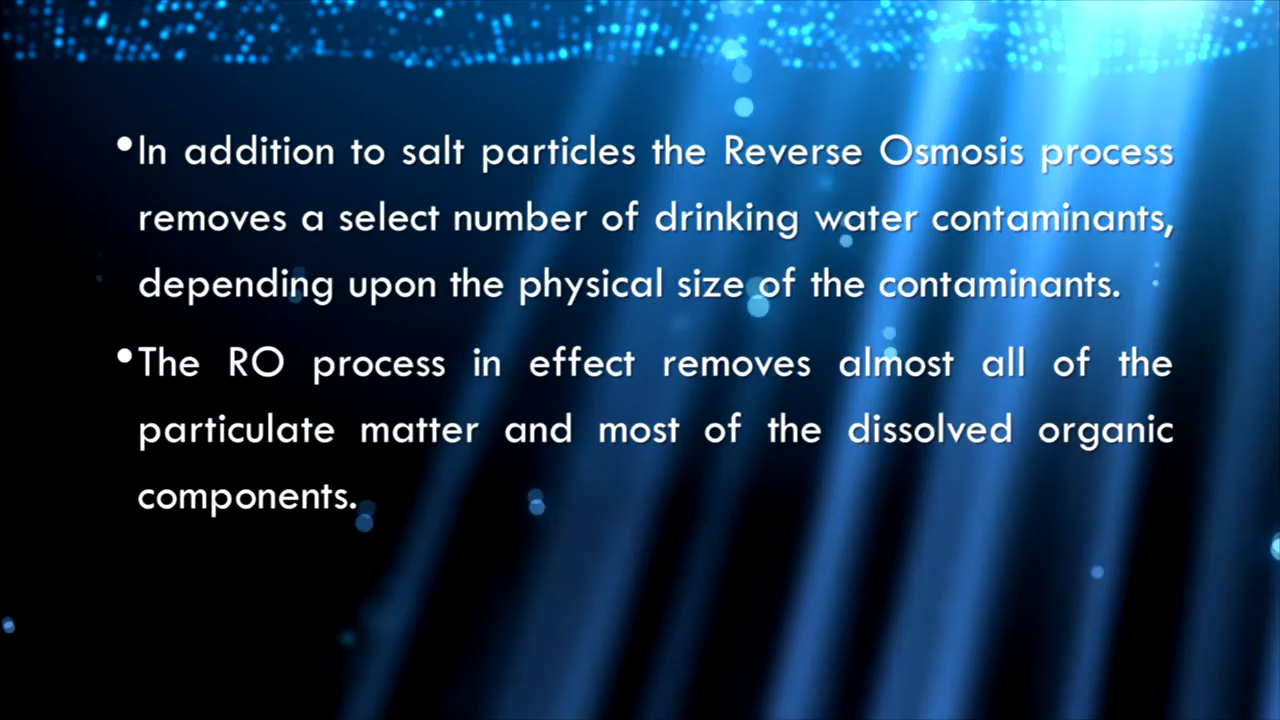 •In addition to salt particles the Reverse Osmosis process
removes a select number of drinking water contaminants,
depending upon the physical size of the contaminants.
•The RO process in effect removes almost all of the
particulate matter and most of the dissolved organic
components.